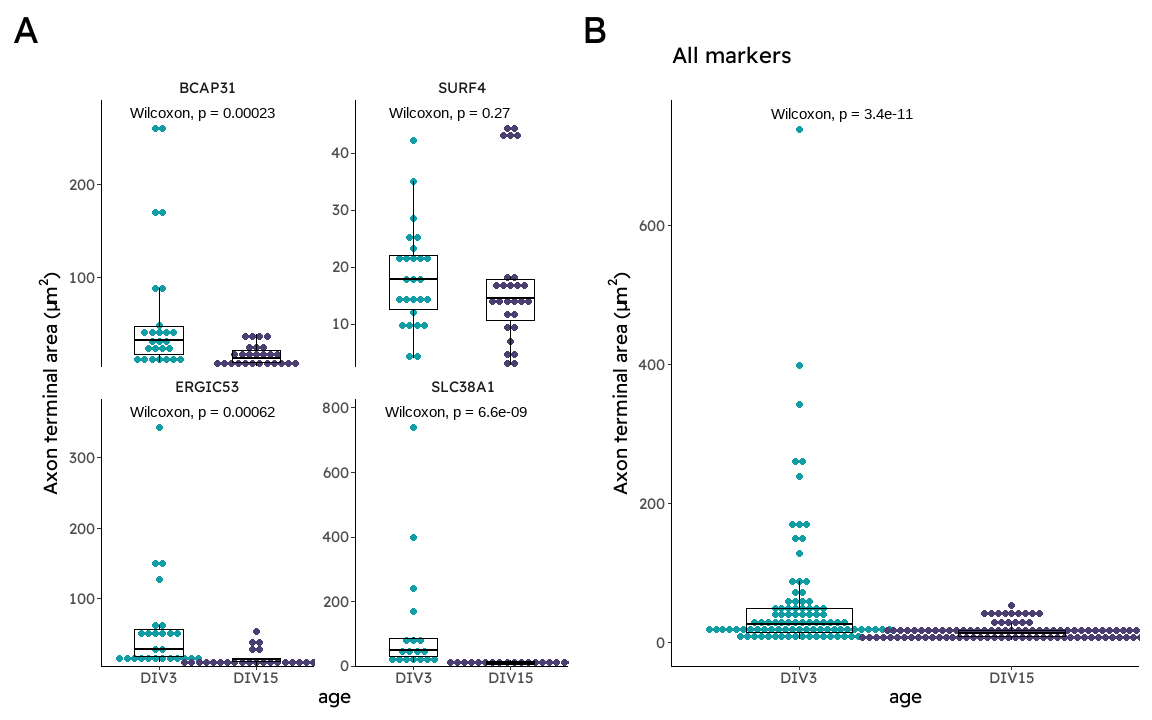 A
B
All markers
BCAP31
SURF4
Wilcoxon, p = 0.00023
Wilcoxon, p = 0.27
Wilcoxon, p = 3.4e-11
200
100
40
30
20
10
ERGIC53
SLC38A1
Wilcoxon, p = 0.00062
Wilcoxon, p = 6.6e-09
300
200
100
800
600
400
200
0
Axon terminal area (µm²)
DIV3
DIV15
DIV3
DIV15
age
Axon terminal area (µm²)
600
400
200
0
DIV3
DIV15
age